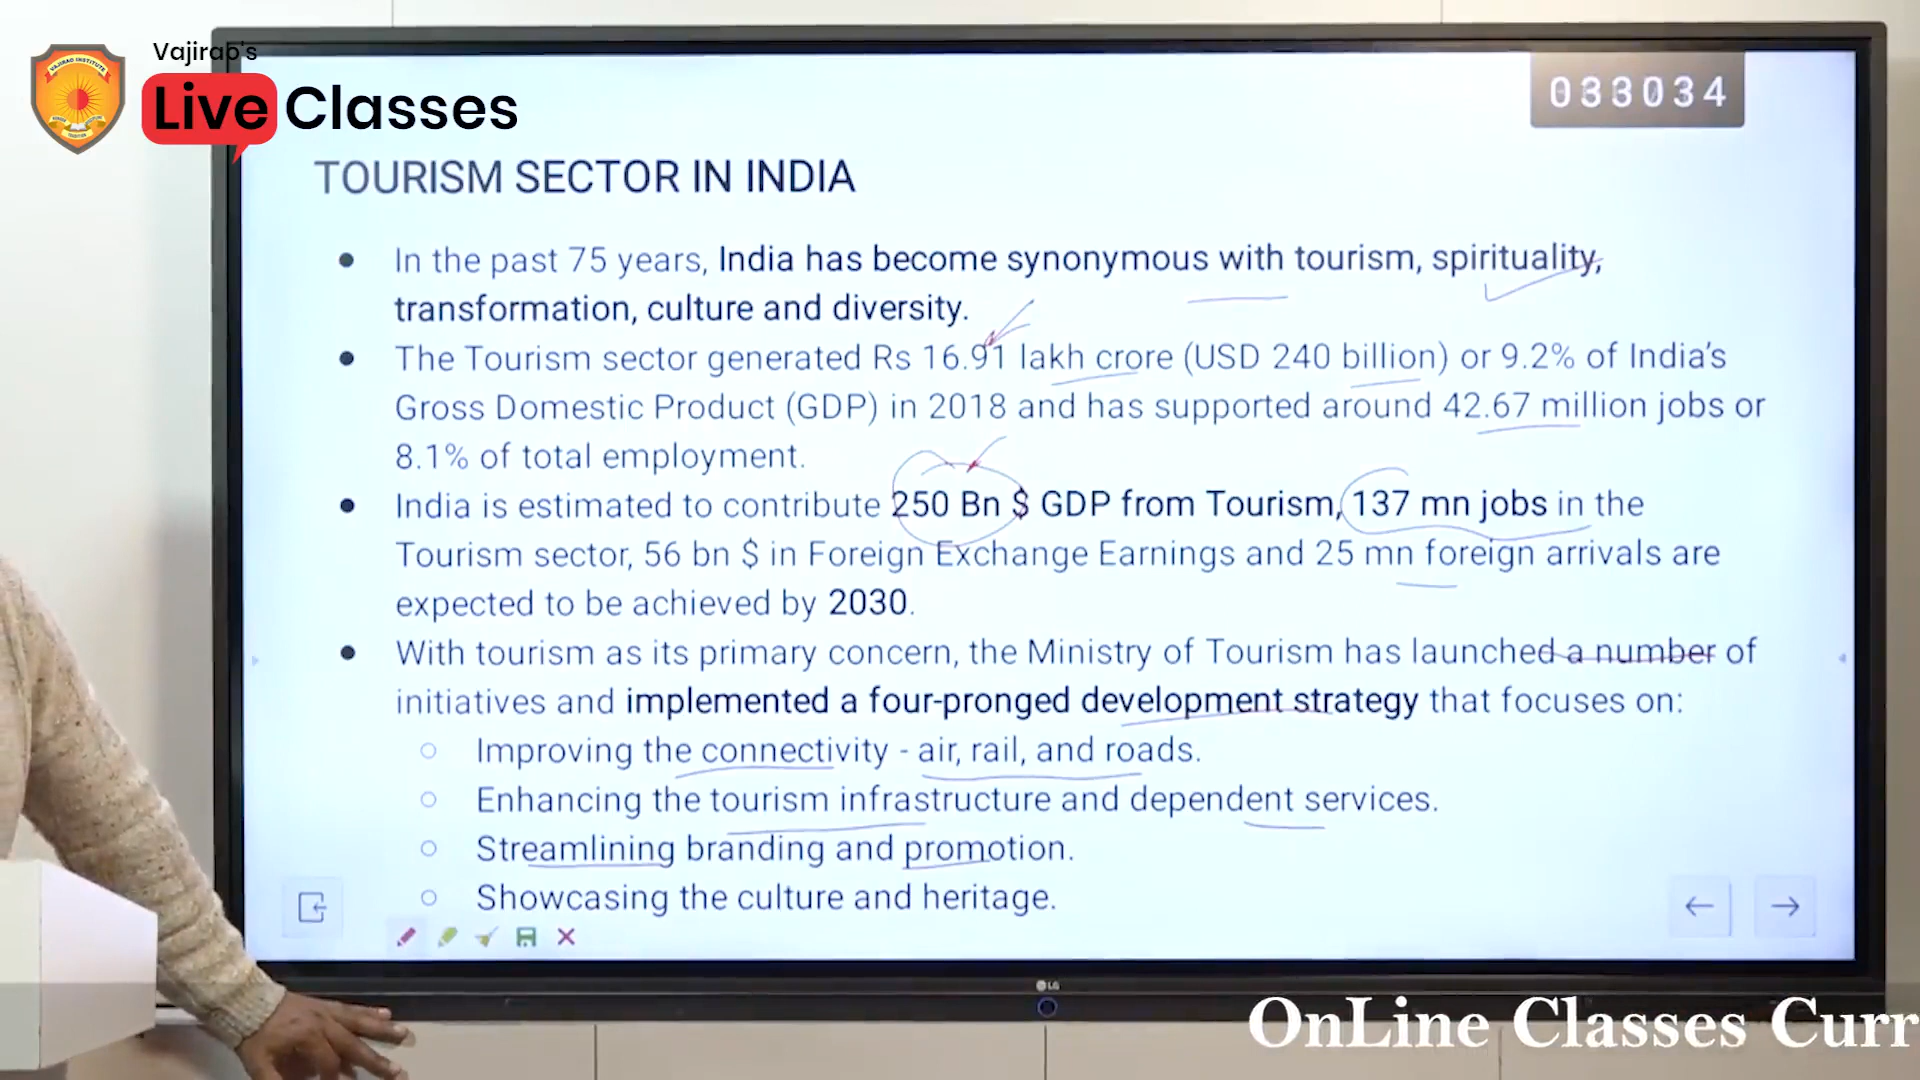 Vajirao's
Live Classes
VAJIRAO INSTITUTE
033034
TOURISM SECTOR IN INDIA
● In the past 75 years, India has become synonymous with tourism, spirituality,
transformation, culture and diversity.
● The Tourism sector generated Rs 16.91 lakh crore (USD 240 billion) or 9.2% of India's
Gross Domestic Product (GDP) in 2018 and has supported around 42.67 million jobs or
8.1% of total employment.
● India is estimated to contribute 250 Bn $ GDP from Tourism, 137 mn jobs in the
Tourism sector, 56 bn $ in Foreign Exchange Earnings and 25 mn foreign arrivals are
expected to be achieved by 2030.
● With tourism as its primary concern, the Ministry of Tourism has launched a number of
initiatives and implemented a four-pronged development strategy that focuses on:
○ Improving the connectivity - air, rail, and roads.
○ Enhancing the tourism infrastructure and dependent services.
○ Streamlining branding and promotion.
○ Showcasing the culture and heritage.
LG
OnLine Classes Curr